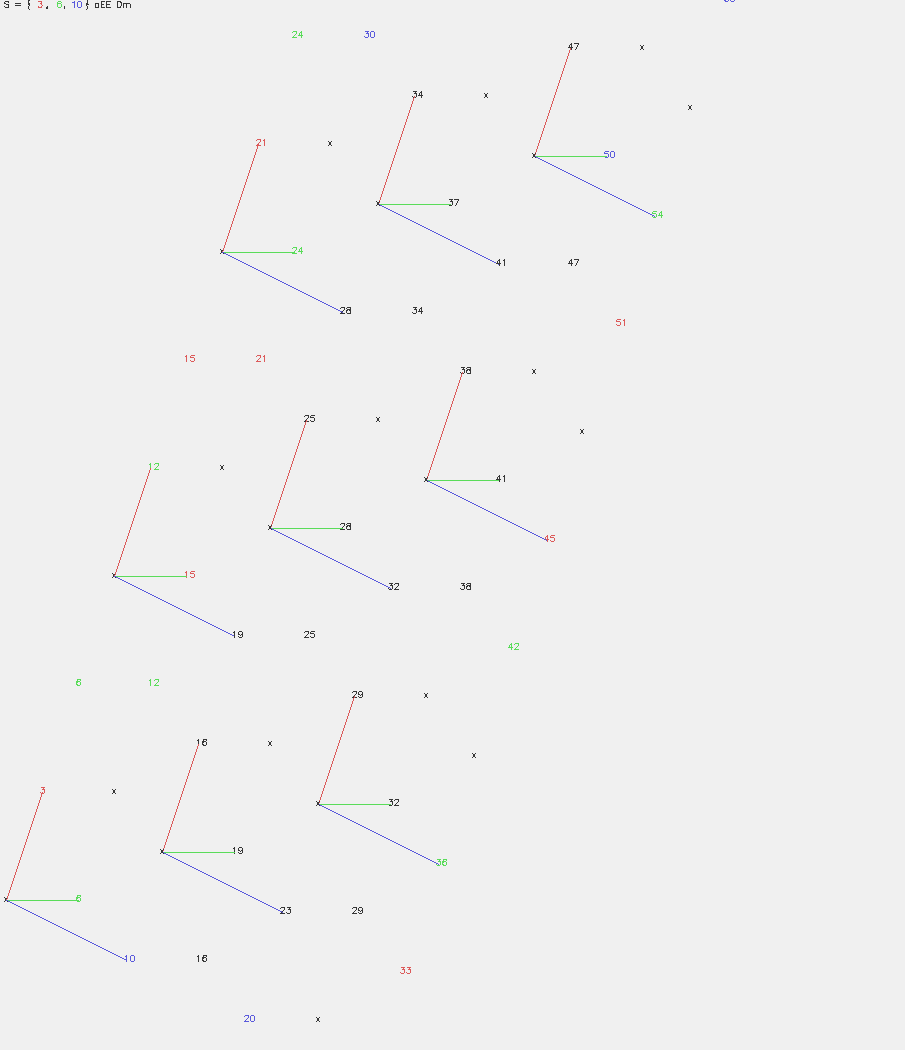 S = { 3, 6, 10 } oEE Dm
24 30
47 x
34 x
x
21 x
x 50
x 37
54
x 24
41 47
28 34
51
15 21
38 x
25 x
x
12 x
x 41
x 28
45
x 15
32 38
19 25
42
6 12
29 x
16 x
x
3 x
x 32
x 19
36
x 6
23 29
10 16
33
20 x